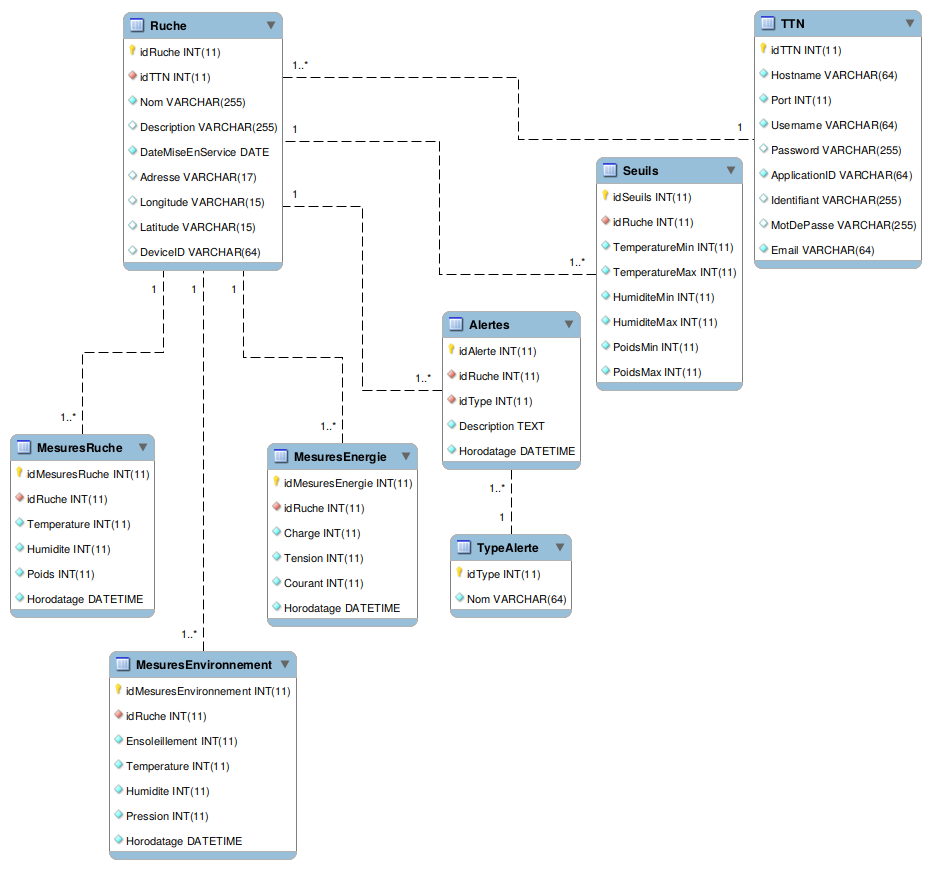 Ruche
idRuche INT(11)
idTTN INT(11)
Nom VARCHAR(255)
Description VARCHAR(255)
DateMiseEnService DATE
Adresse VARCHAR(17)
Longitude VARCHAR(15)
Latitude VARCHAR(15)
DeviceID VARCHAR(64)
1..*
1
1
1
TTN
idTTN INT(11)
Hostname VARCHAR(64)
Port INT(11)
Username VARCHAR(64)
Password VARCHAR(255)
ApplicationID VARCHAR(64)
Identifiant VARCHAR(255)
MotDePasse VARCHAR(255)
Email VARCHAR(64)
Seuils
idSeuils INT(11)
idRuche INT(11)
TemperatureMin INT(11)
TemperatureMax INT(11)
HumiditeMin INT(11)
HumiditeMax INT(11)
PoidsMin INT(11)
PoidsMax INT(11)
1..*
1
1
1
Alertes
idAlerte INT(11)
idRuche INT(11)
idType INT(11)
Description TEXT
Horodatage DATETIME
1..*
1..*
1
TypeAlerte
idType INT(11)
Nom VARCHAR(64)
1..*
MesuresRuche
idMesuresRuche INT(11)
idRuche INT(11)
Temperature INT(11)
Humidite INT(11)
Poids INT(11)
Horodatage DATETIME
1..*
MesuresEnergie
idMesuresEnergie INT(11)
idRuche INT(11)
Charge INT(11)
Tension INT(11)
Courant INT(11)
Horodatage DATETIME
1..*
MesuresEnvironnement
idMesuresEnvironnement INT(11)
idRuche INT(11)
Ensoleillement INT(11)
Temperature INT(11)
Humidite INT(11)
Pression INT(11)
Horodatage DATETIME